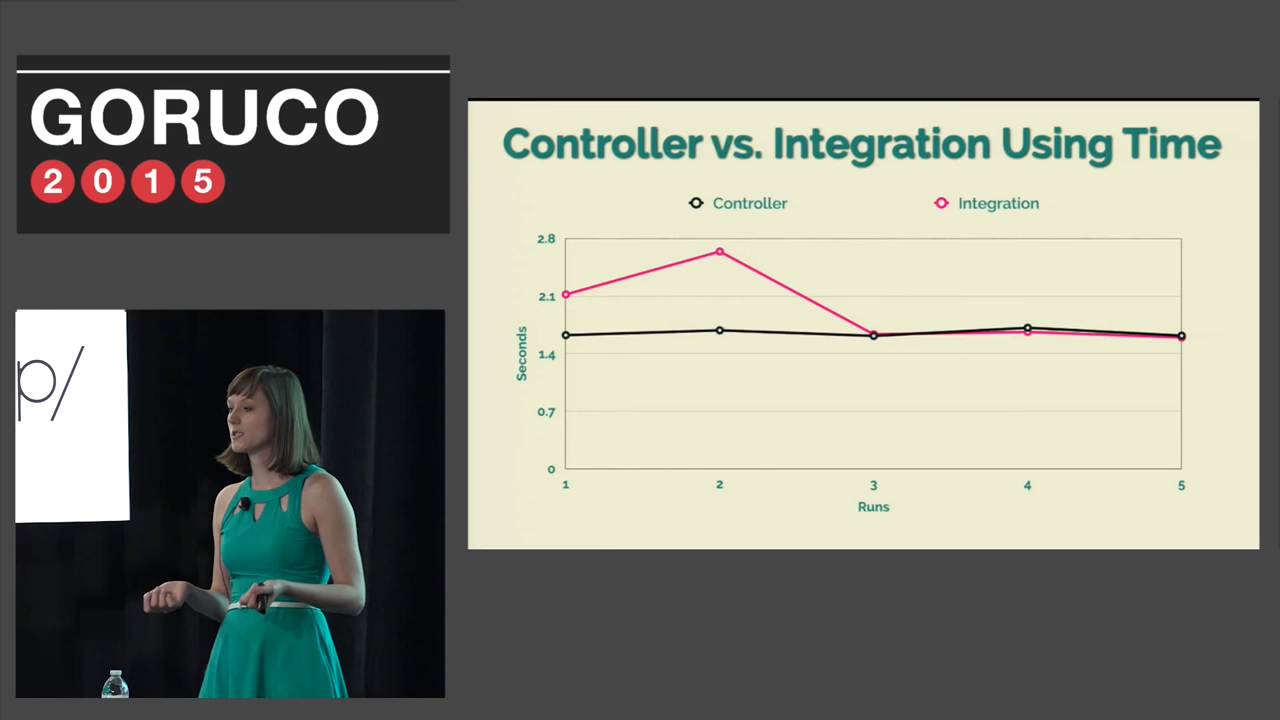 GORUCO
2015
p/
Controller vs. Integration Using Time
Controller
Integration
2.8
2.1
1.4
0.7
0
Seconds
1
2
3
4
5
Runs